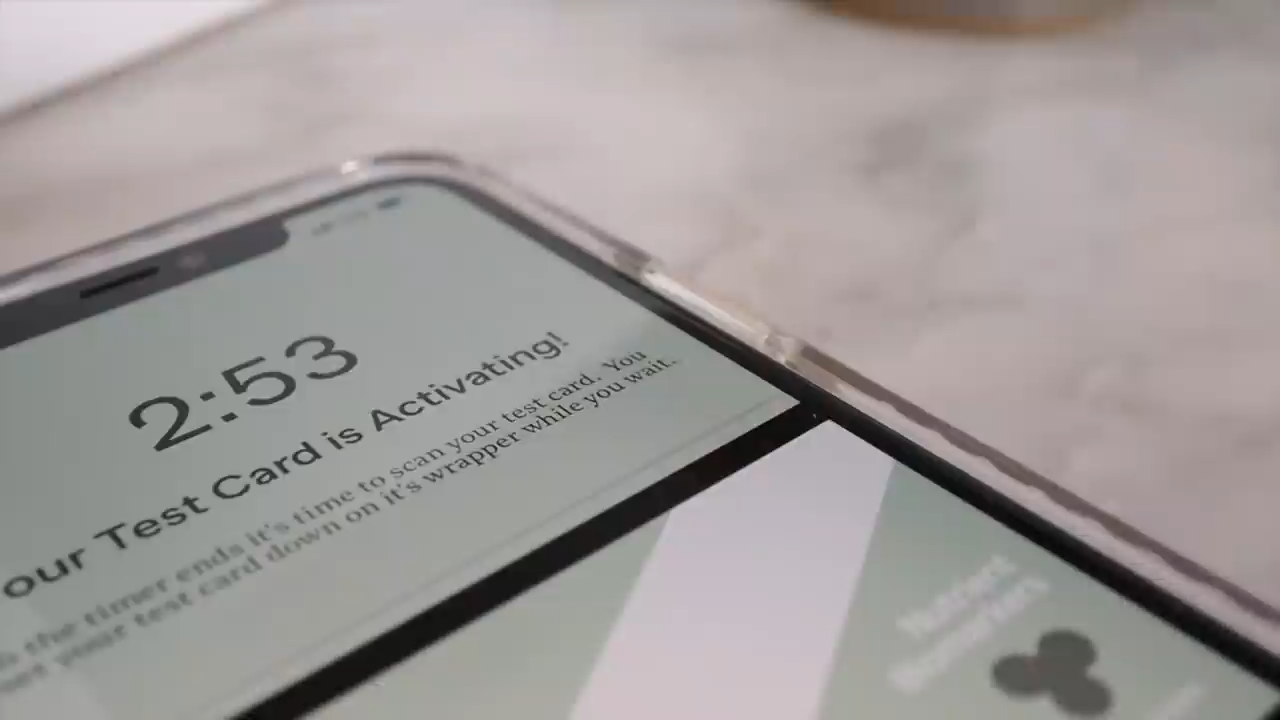 2:53
our Test Card is Activating!
the timer ends it's time to scan your test card. You
your test card down on it's wrapper while you wait.
Nutrient